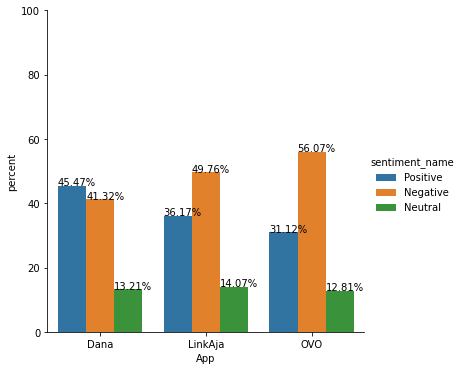 100
80
60
40
20
0
percent
45.47%
41.32%
13.21%
36.17%
49.76%
14.07%
31.12%
56.07%
12.81%
Dana
LinkAja
OVO
App
sentiment_name
Positive
Negative
Neutral